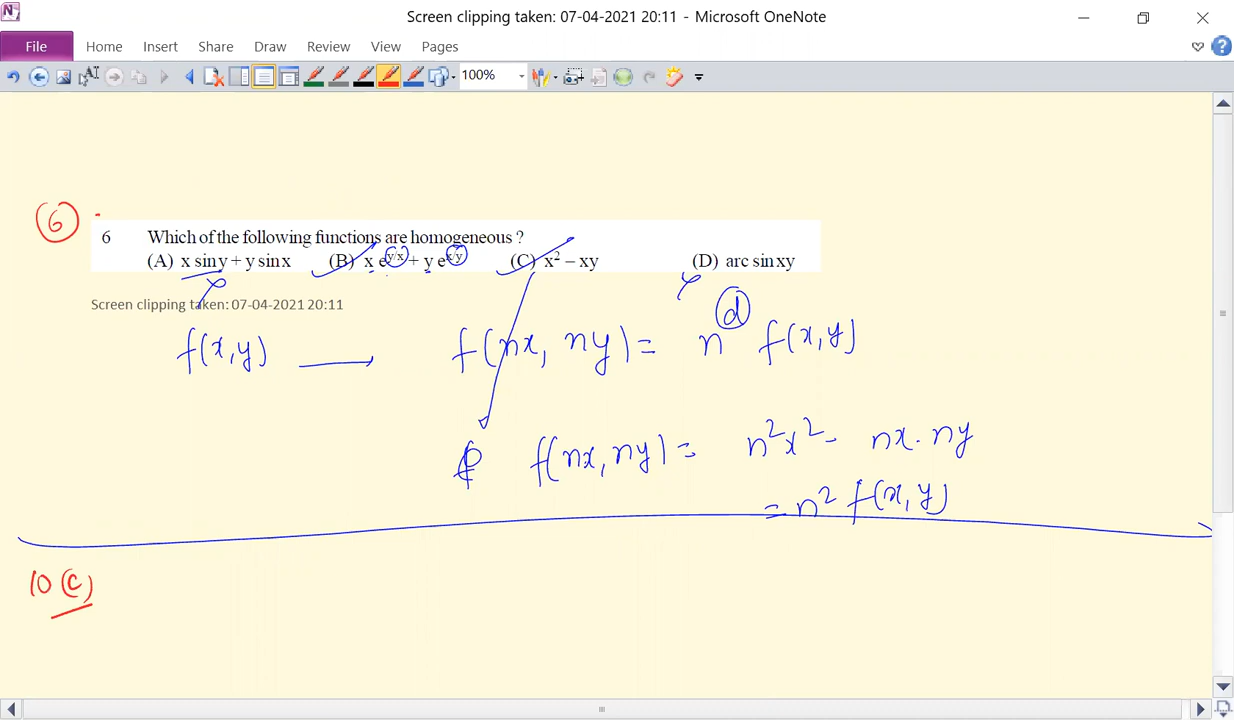 Screen clipping taken: 07-04-2021 20:11 - Microsoft OneNote
File Home Insert Share Draw Review View Pages
100%
6
6 Which of the following functions are homogeneous ?
(A) x sin y + y sin x (B) x e^{y/x} + y e^{x/y} (C) x² – xy (D) arc sin xy
Screen clipping taken: 07-04-2021 20:11
f(x,y) → f(nx, ny) = n^d f(x,y)
f(nx, ny) = n²x² - nx. ny
= n² f(x,y)
10 (c)